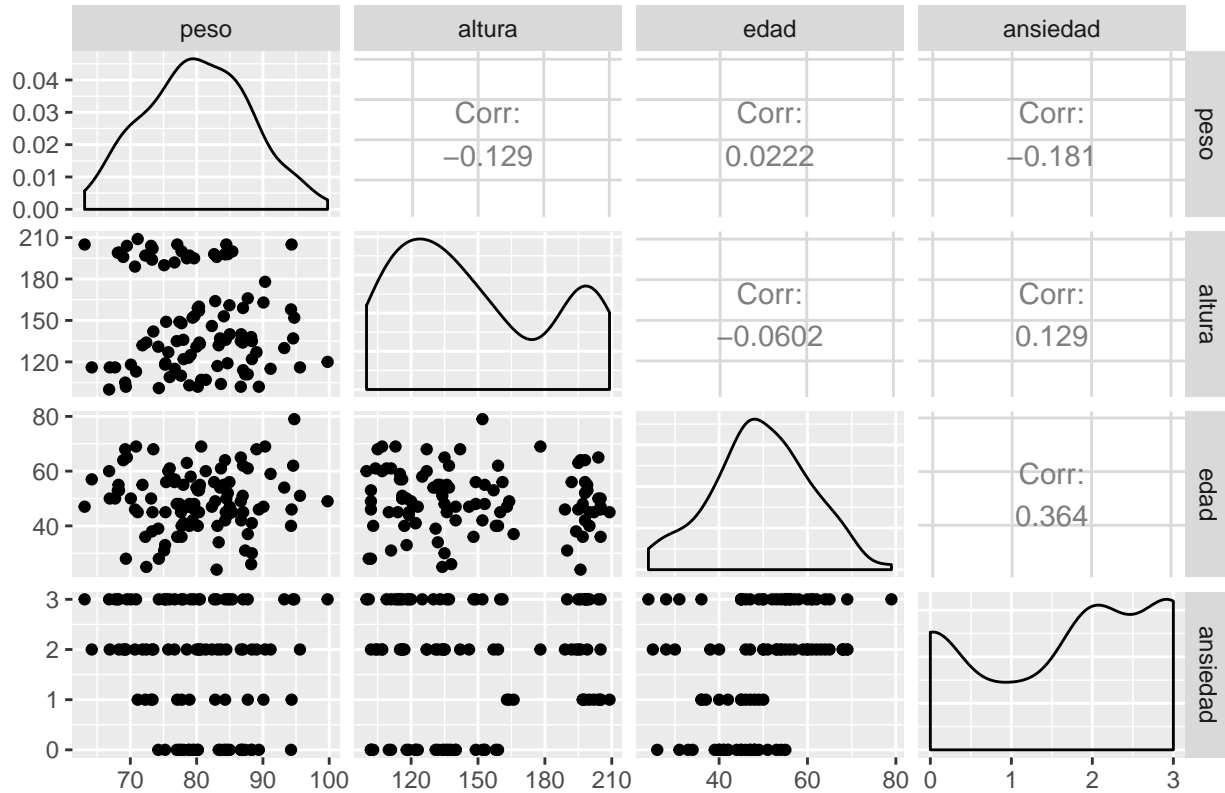 peso altura edad ansiedad
0.04
0.03
0.02
0.01
0.00
Corr:
−0.129
Corr:
0.0222
Corr:
−0.181
peso
210
180
150
120
Corr:
−0.0602
Corr:
0.129
altura
80
60
40
Corr:
0.364
edad
3
2
1
0
ansiedad
70 80 90 100 120 150 180 210 40 60 80 0 1 2 3